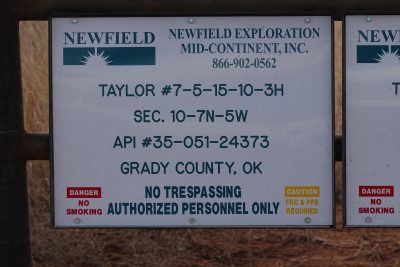 NEWFIELD
NEWFIELD EXPLORATION
MID-CONTINENT, INC.
866-902-0562
TAYLOR #7-5-15-10-3H
SEC. 10-7N-5W
API #35-051-24373
GRADY COUNTY, OK
NO TRESPASSING
AUTHORIZED PERSONNEL ONLY
DANGER
NO
SMOKING
CAUTION
FRC & PPE
REQUIRED
NEW
T
DANGER
NO
SMOKING